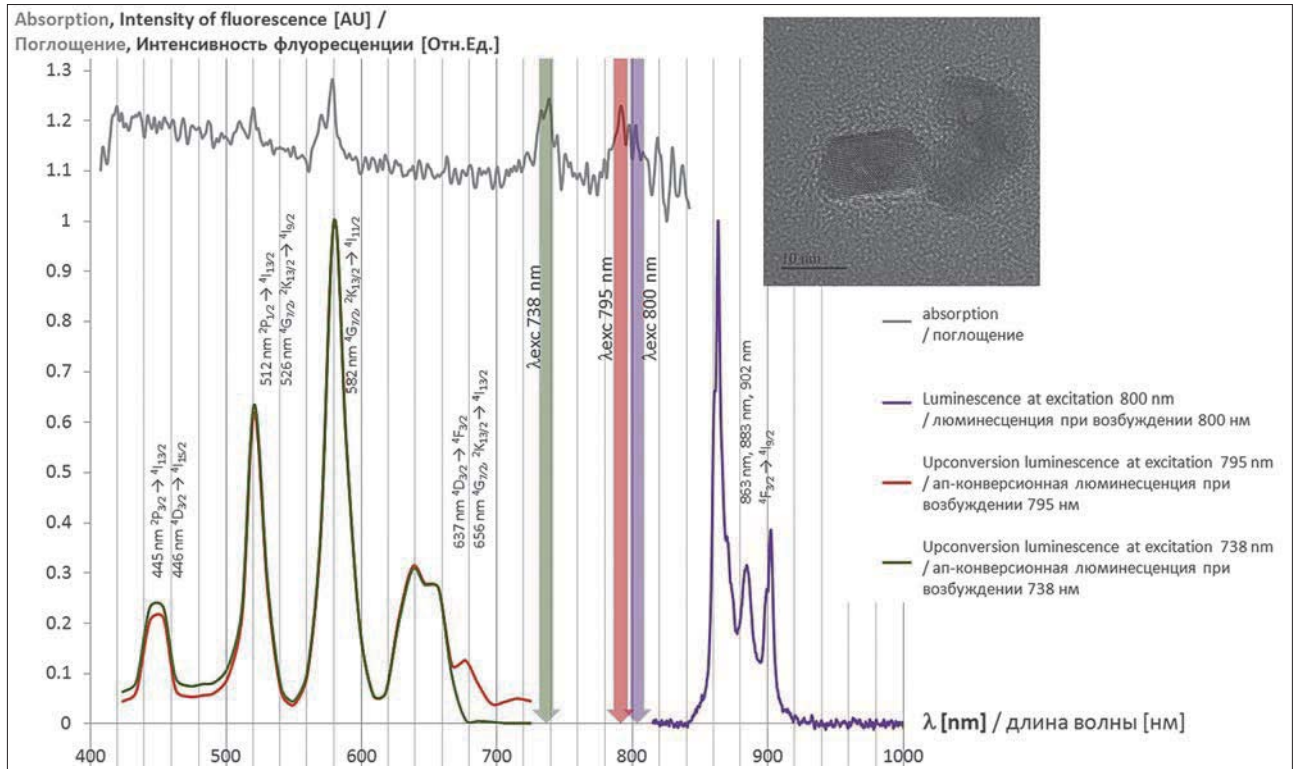 Absorption, Intensity of fluorescence [AU] /
Поглощение, Интенсивность флуоресценции [Отн.Ед.]
1.3
1.2
1.1
1
0.9
0.8
0.7
0.6
0.5
0.4
0.3
0.2
0.1
0
400
500
600
700
800
900
1000
λ [nm] / длина волны [нм]
445 nm ²P₃/₂ → ⁴I₁₃/₂
446 nm ⁴D₃/₂ → ⁴I₁₅/₂
512 nm ²P₁/₂ → ⁴I₁₃/₂
526 nm ⁴G₇/₂, ²K₁₃/₂ → ⁴I₉/₂
582 nm ⁴G₇/₂, ²K₁₃/₂ → ⁴I₁₁/₂
637 nm ⁴D₃/₂ → ⁴F₃/₂
656 nm ⁴G₇/₂, ²K₁₃/₂ → ⁴I₁₃/₂
λexc 738 nm
λexc 795 nm
λexc 800 nm
863 nm, 883 nm, 902 nm
⁴F₃/₂ → ⁴I₉/₂
10 nm
absorption
/ поглощение
Luminescence at excitation 800 nm
/ люминесценция при возбуждении 800 нм
Upconversion luminescence at excitation 795 nm
/ ап-конверсионная люминесценция при
возбуждении 795 нм
Upconversion luminescence at excitation 738 nm
/ ап-конверсионная люминесценция при
возбуждении 738 нм